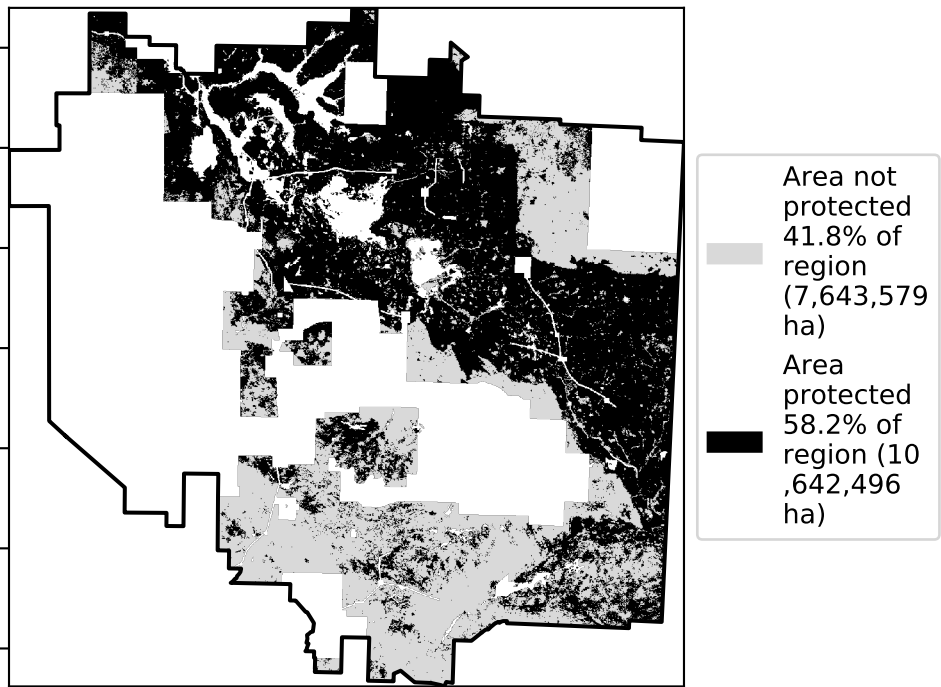 Area not
protected
41.8% of
region
(7,643,579
ha)
Area
protected
58.2% of
region (10
,642,496
ha)